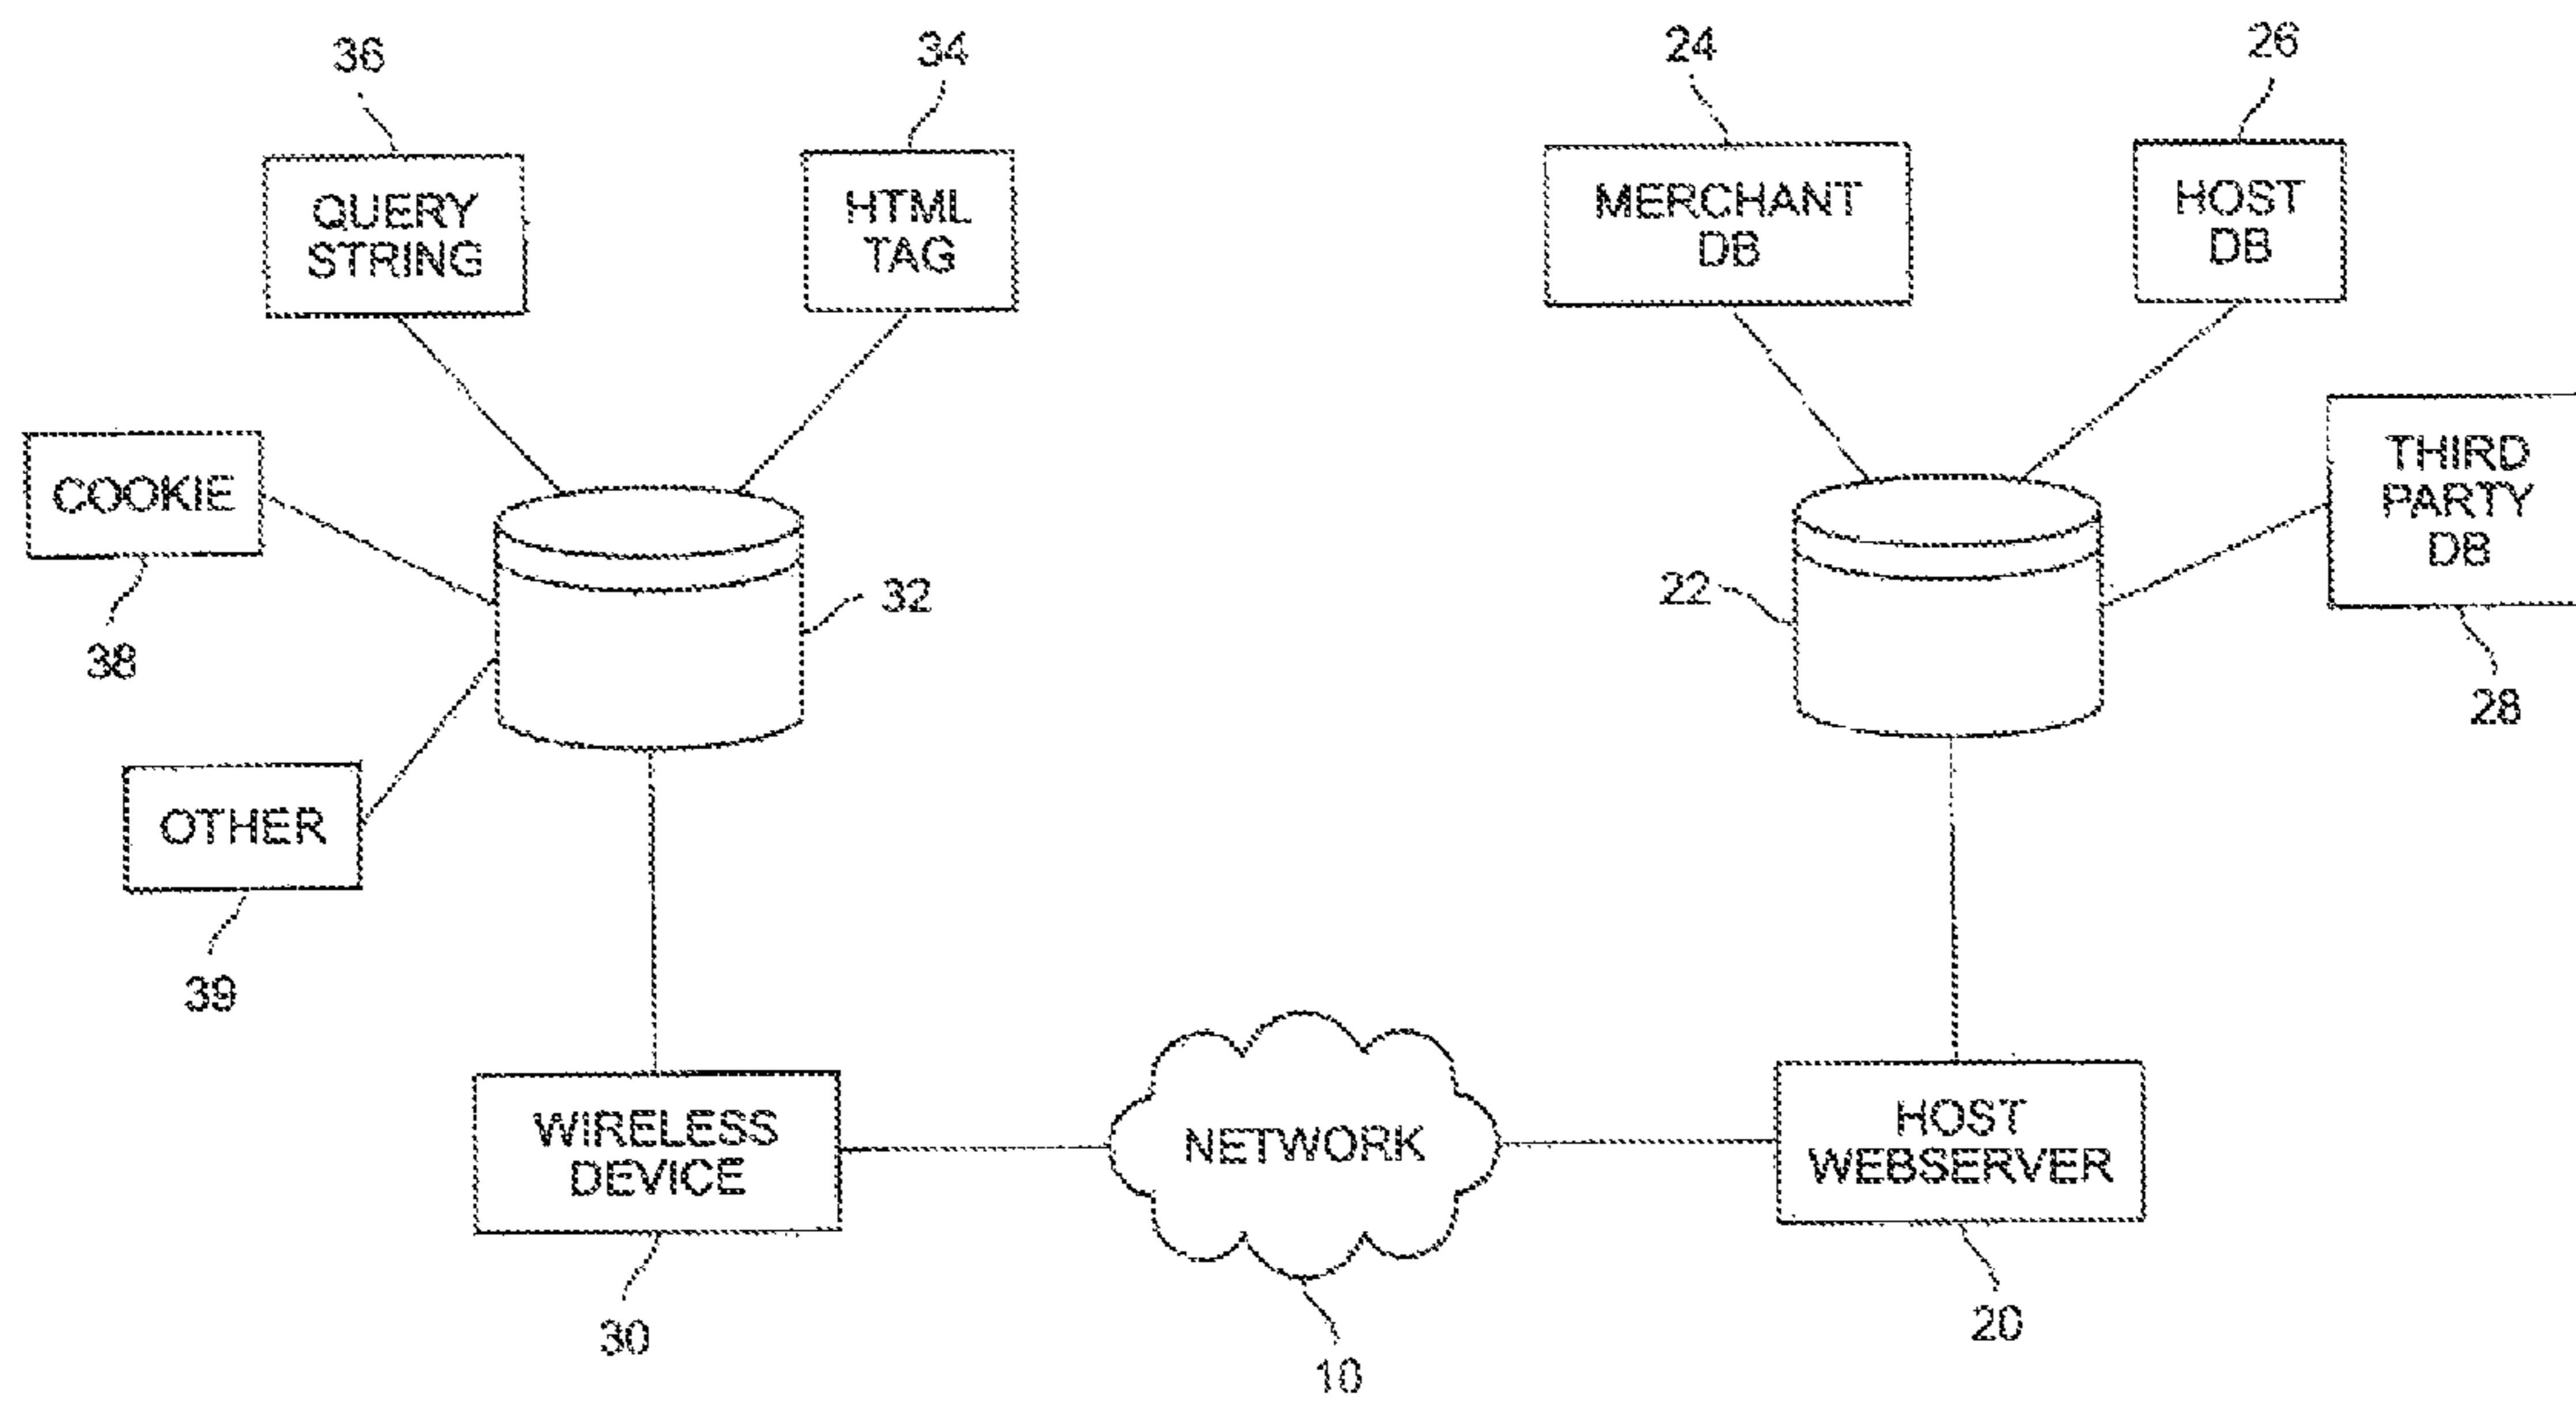 36
34
24
26
QUERY
STRING
HTML
TAG
MERCHANT
DB
HOST
DB
COOKIE
THIRD
PARTY
DB
32
22
38
28
OTHER
39
WIRELESS
DEVICE
NETWORK
HOST
WEBSERVER
30
10
20